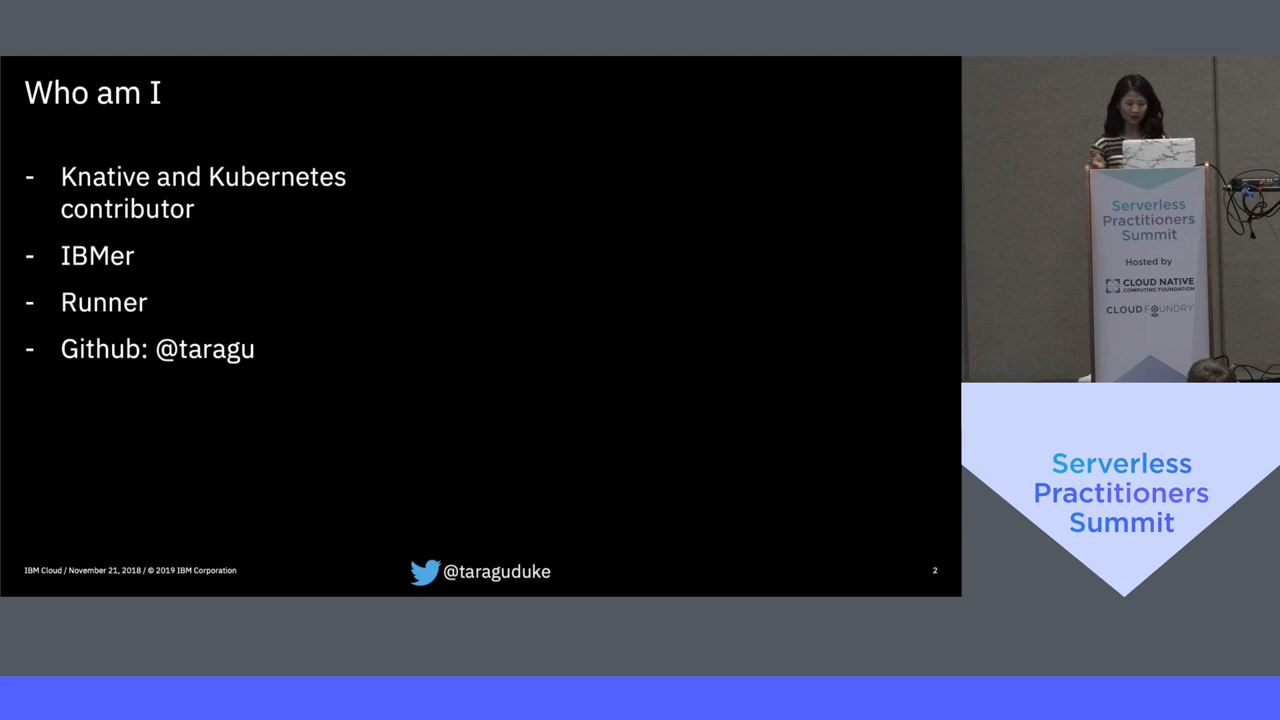 Who am I
- Knative and Kubernetes
contributor
- IBMer
- Runner
- Github: @taragu
IBM Cloud / November 21, 2018 / © 2019 IBM Corporation
@taraguduke
2
Serverless
Practitioners
Summit
Hosted by
CLOUD NATIVE
COMPUTING FOUNDATION
CLOUD FOUNDRY
Serverless
Practitioners
Summit